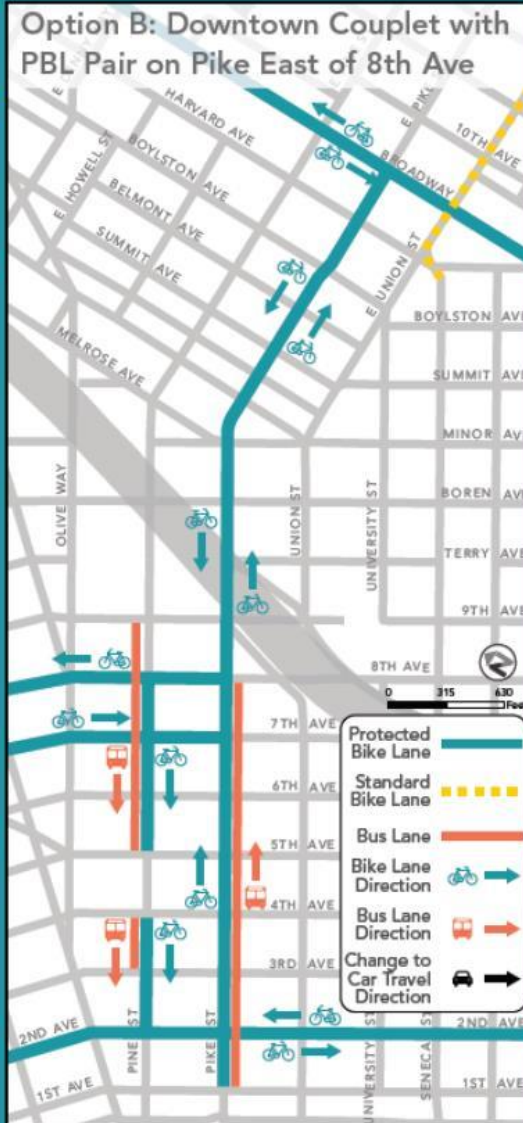 Option B: Downtown Couplet with
PBL Pair on Pike East of 8th Ave
HARVARD AVE
E PIKE
10TH AVE
BROADWAY
E HOWELL ST
BOYLSTON AVE
BELMONT AVE
SUMMIT AVE
E UNION ST
BOYLSTON AVE
MELROSE AVE
SUMMIT AVE
MINOR AVE
OLIVE WAY
UNION ST
UNIVERSITY ST
BOREN AVE
TERRY AVE
9TH AVE
8TH AVE
0 315 630
Feet
7TH AVE
6TH AVE
5TH AVE
4TH AVE
3RD AVE
Protected
Bike Lane
Standard
Bike Lane
Bus Lane
Bike Lane
Direction
Bus Lane
Direction
Change to
Car Travel
Direction
2ND AVE
2ND AVE
PINE ST
PIKE ST
UNIVERSITY ST
SENECA ST
1ST AVE
1ST AVE